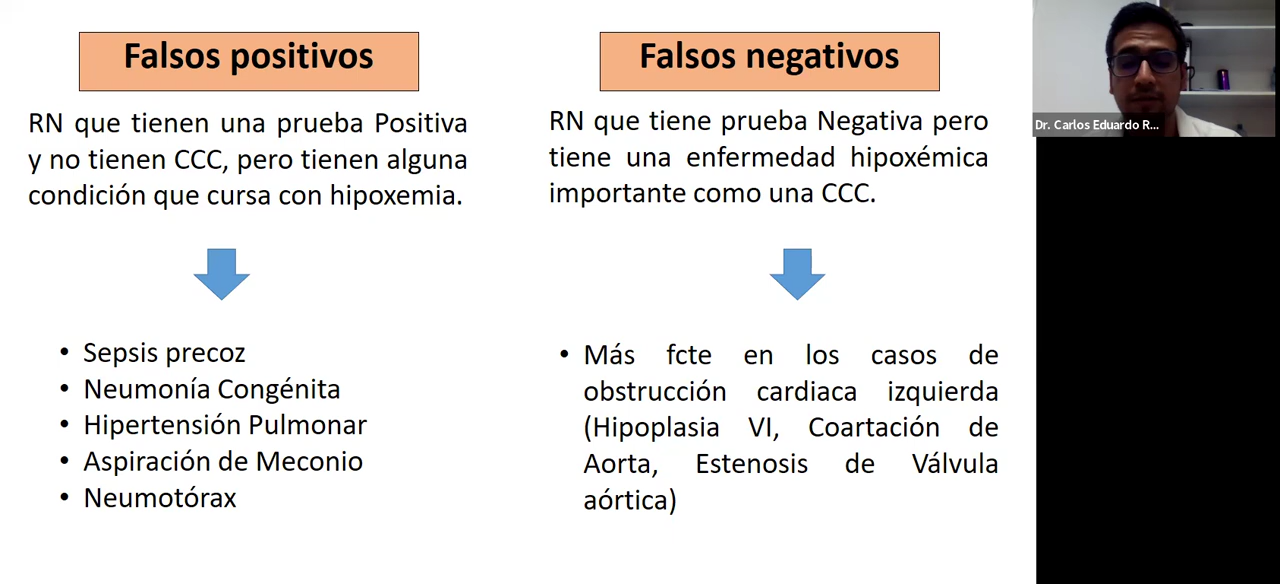 Falsos positivos
RN que tienen una prueba Positiva
y no tienen CCC, pero tienen alguna
condición que cursa con hipoxemia.
• Sepsis precoz
• Neumonía Congénita
• Hipertensión Pulmonar
• Aspiración de Meconio
• Neumotórax
Falsos negativos
RN que tiene prueba Negativa pero
tiene una enfermedad hipoxémica
importante como una CCC.
• Más fcte en los casos de
obstrucción cardiaca izquierda
(Hipoplasia VI, Coartación de
Aorta, Estenosis de Válvula
aórtica)
Dr. Carlos Eduardo R...